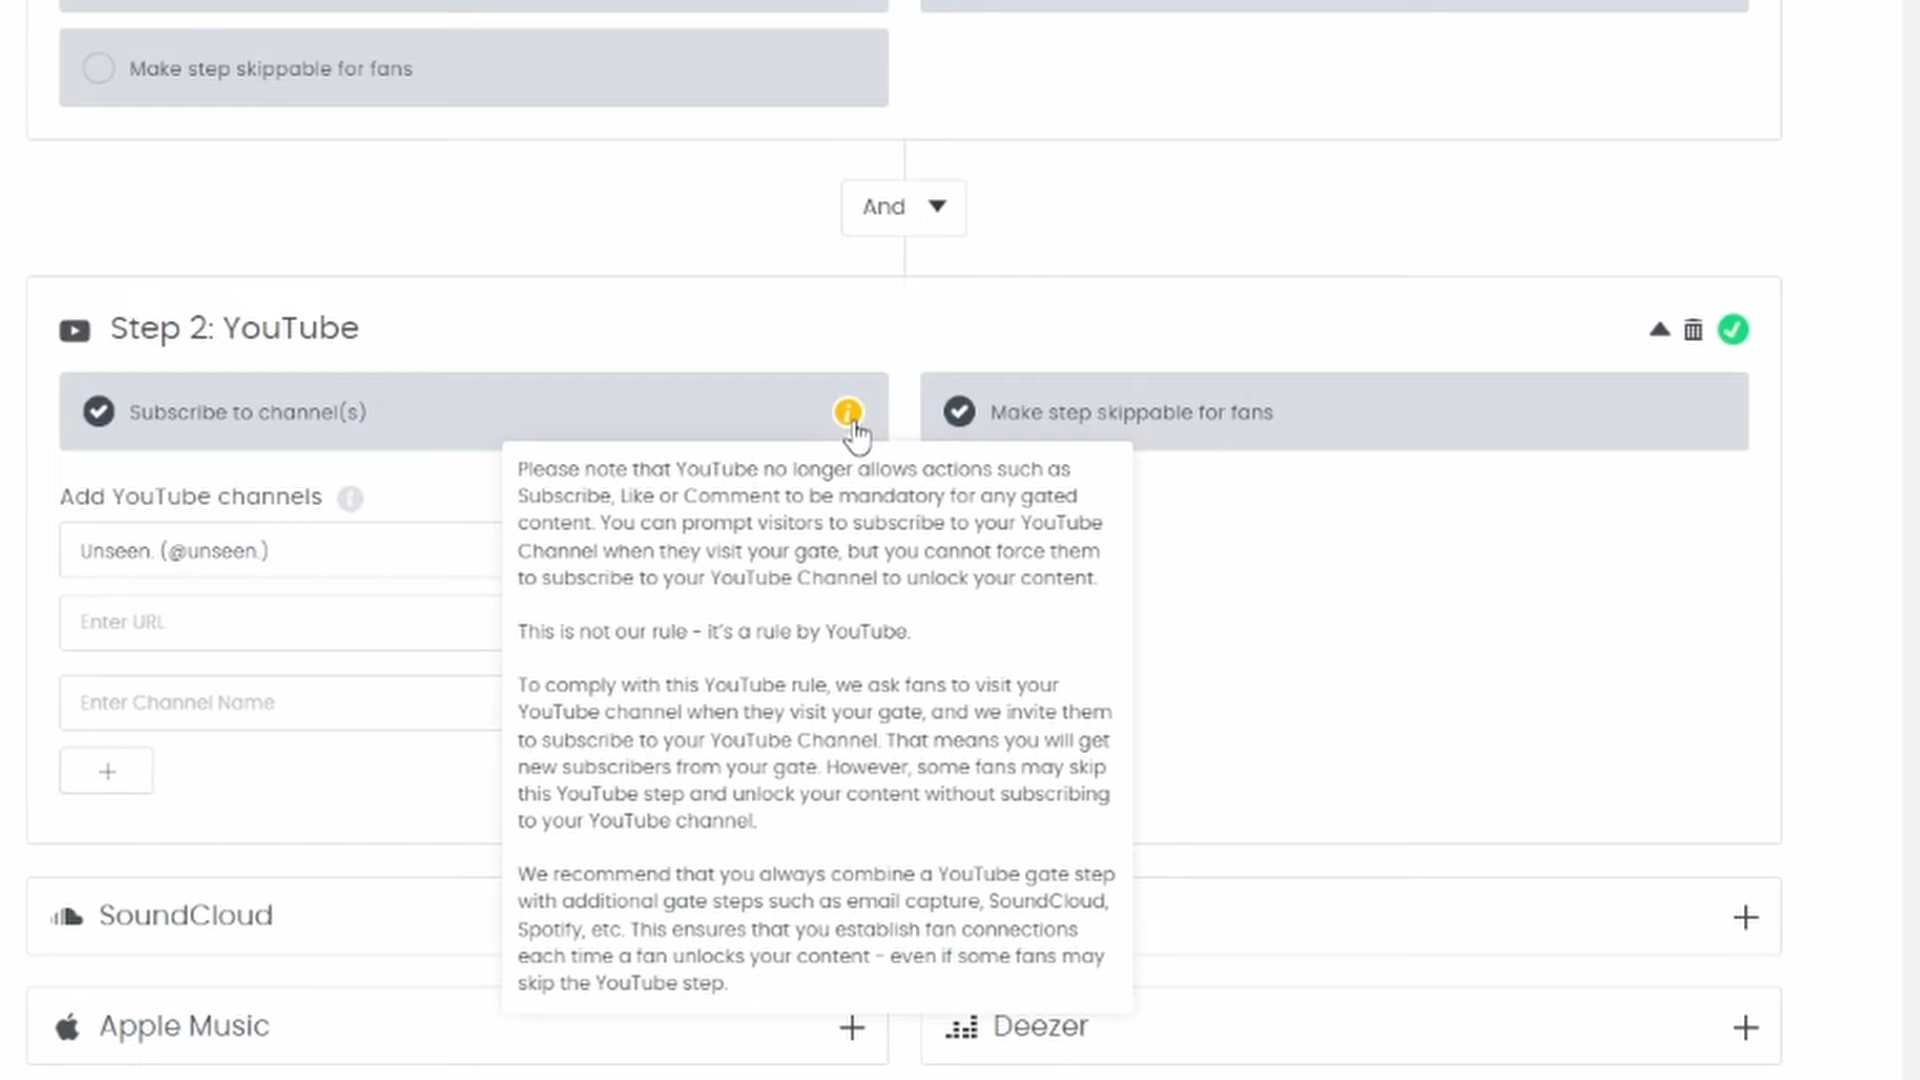 Make step skippable for fans
And
Step 2: YouTube
Subscribe to channel(s)
i
Make step skippable for fans
Add YouTube channels i
Unseen. (@unseen.)
Enter URL
Enter Channel Name
+
Please note that YouTube no longer allows actions such as
Subscribe, Like or Comment to be mandatory for any gated
content. You can prompt visitors to subscribe to your YouTube
Channel when they visit your gate, but you cannot force them
to subscribe to your YouTube Channel to unlock your content.
This is not our rule - it's a rule by YouTube.
To comply with this YouTube rule, we ask fans to visit your
YouTube channel when they visit your gate, and we invite them
to subscribe to your YouTube Channel. That means you will get
new subscribers from your gate. However, some fans may skip
this YouTube step and unlock your content without subscribing
to your YouTube channel.
We recommend that you always combine a YouTube gate step
with additional gate steps such as email capture, SoundCloud,
Spotify, etc. This ensures that you establish fan connections
each time a fan unlocks your content - even if some fans may
skip the YouTube step.
SoundCloud
+
Apple Music +
Deezer +